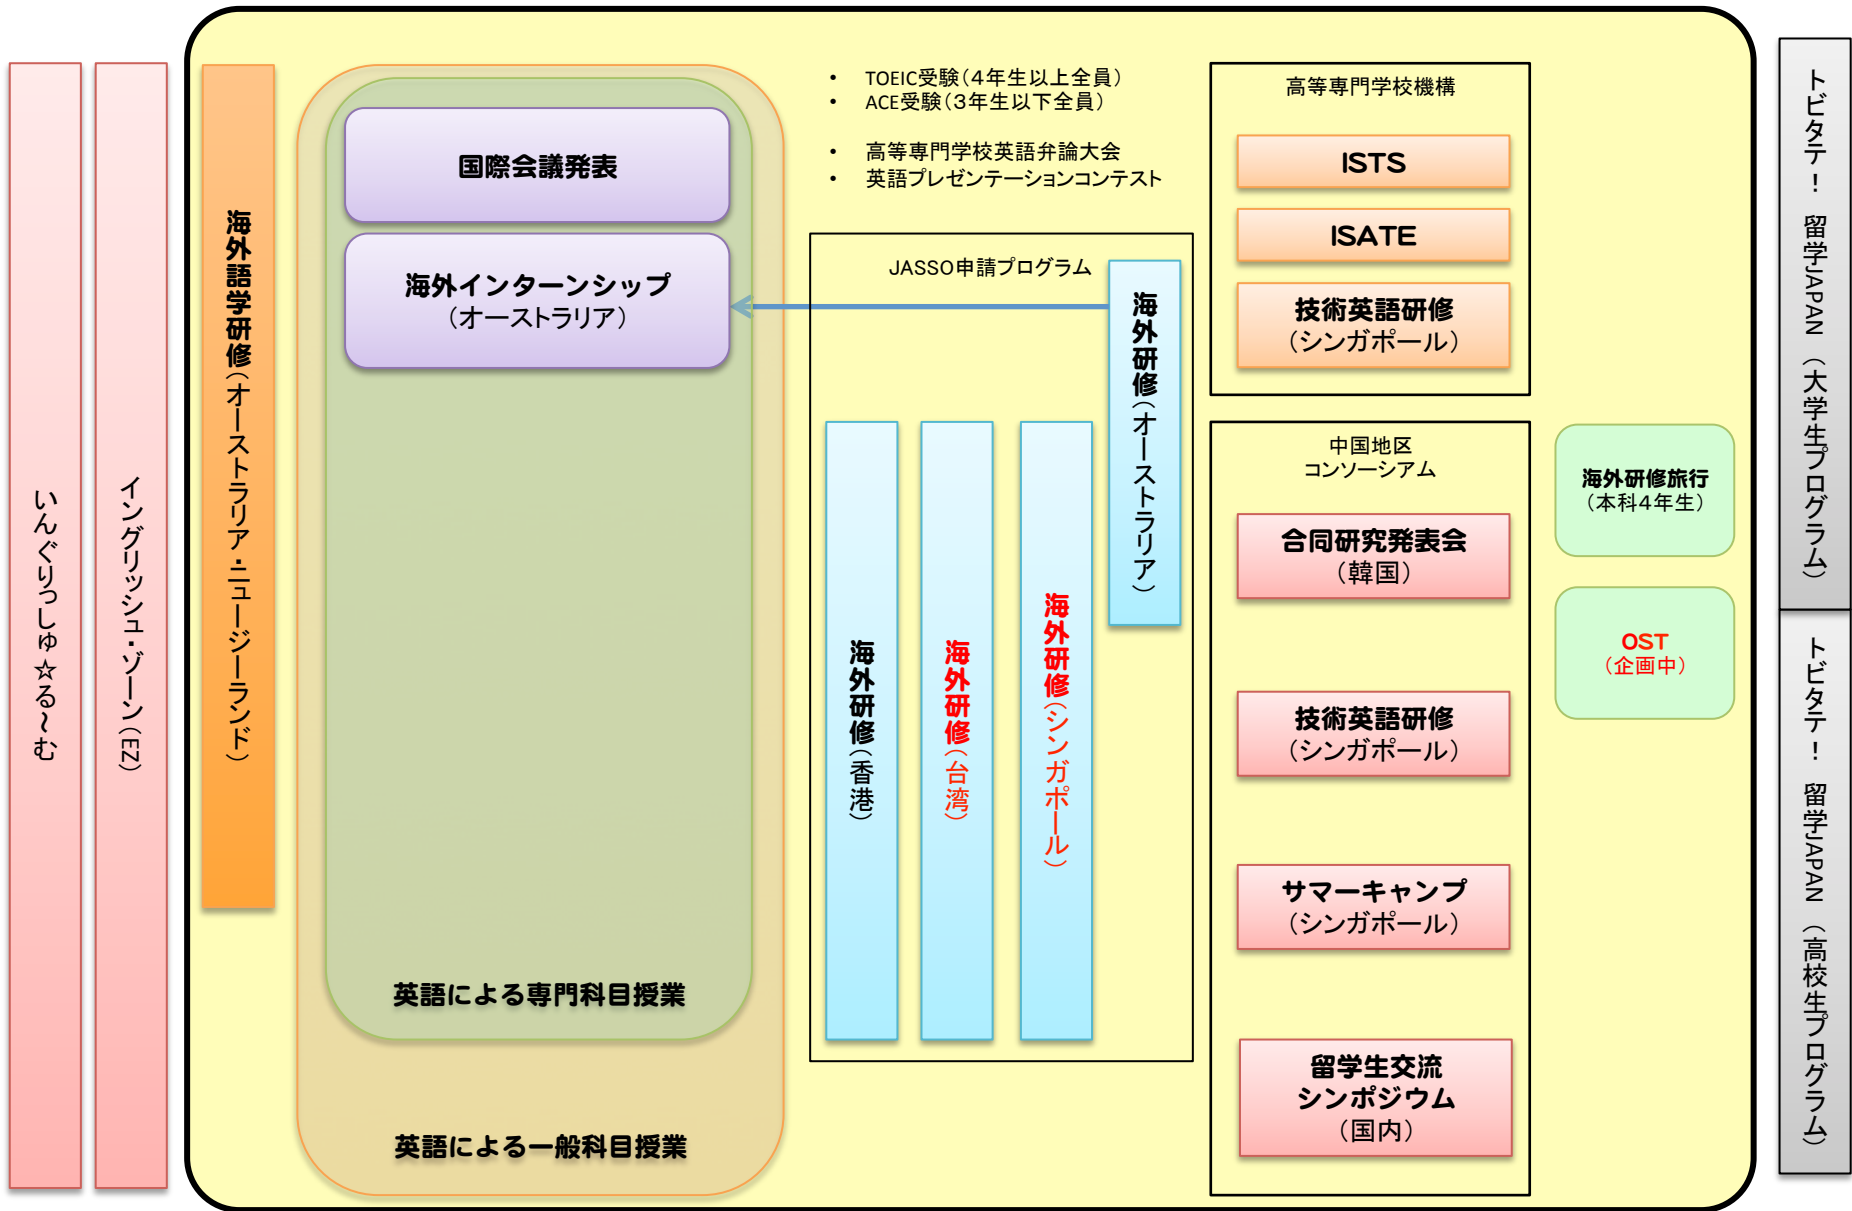 いんぐりっしゅ☆る～む
イングリッシュ・ゾーン（EZ）
海外語学研修（オーストラリア・ニュージーランド）
国際会議発表
海外インターンシップ
（オーストラリア）
英語による専門科目授業
英語による一般科目授業
• TOEIC受験（４年生以上全員）
• ACE受験（３年生以下全員）
• 高等専門学校英語弁論大会
• 英語プレゼンテーションコンテスト
JASSO申請プログラム
海外研修（香港）
海外研修（台湾）
海外研修（シンガポール）
海外研修（オーストラリア）
高等専門学校機構
ISTS
ISATE
技術英語研修
（シンガポール）
中国地区
コンソーシアム
合同研究発表会
（韓国）
技術英語研修
（シンガポール）
サマーキャンプ
（シンガポール）
留学生交流
シンポジウム
（国内）
海外研修旅行
（本科４年生）
OST
（企画中）
トビタテ！ 留学JAPAN （大学生プログラム）
トビタテ！ 留学JAPAN （高校生プログラム）